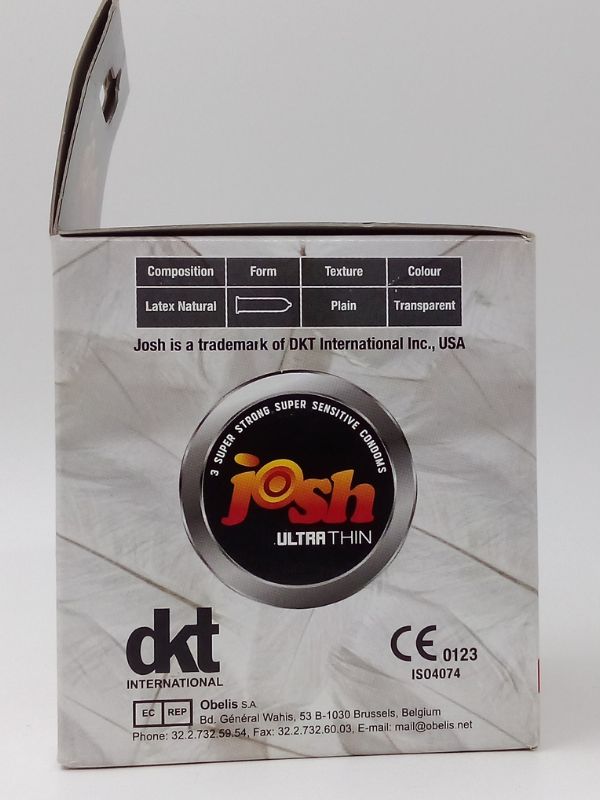 Composition Form Texture Colour
Latex Natural Plain Transparent
Josh is a trademark of DKT International Inc., USA
3 SUPER STRONG SUPER SENSITIVE CONDOMS
josh
ULTRATHIN
dkt
INTERNATIONAL
CE 0123
ISO4074
EC REP
Obelis S.A.
Bd. Général Wahis, 53 B-1030 Brussels, Belgium
Phone: 32.2.732.59.54, Fax: 32.2.732.60.03, E-mail: mail@obelis.net